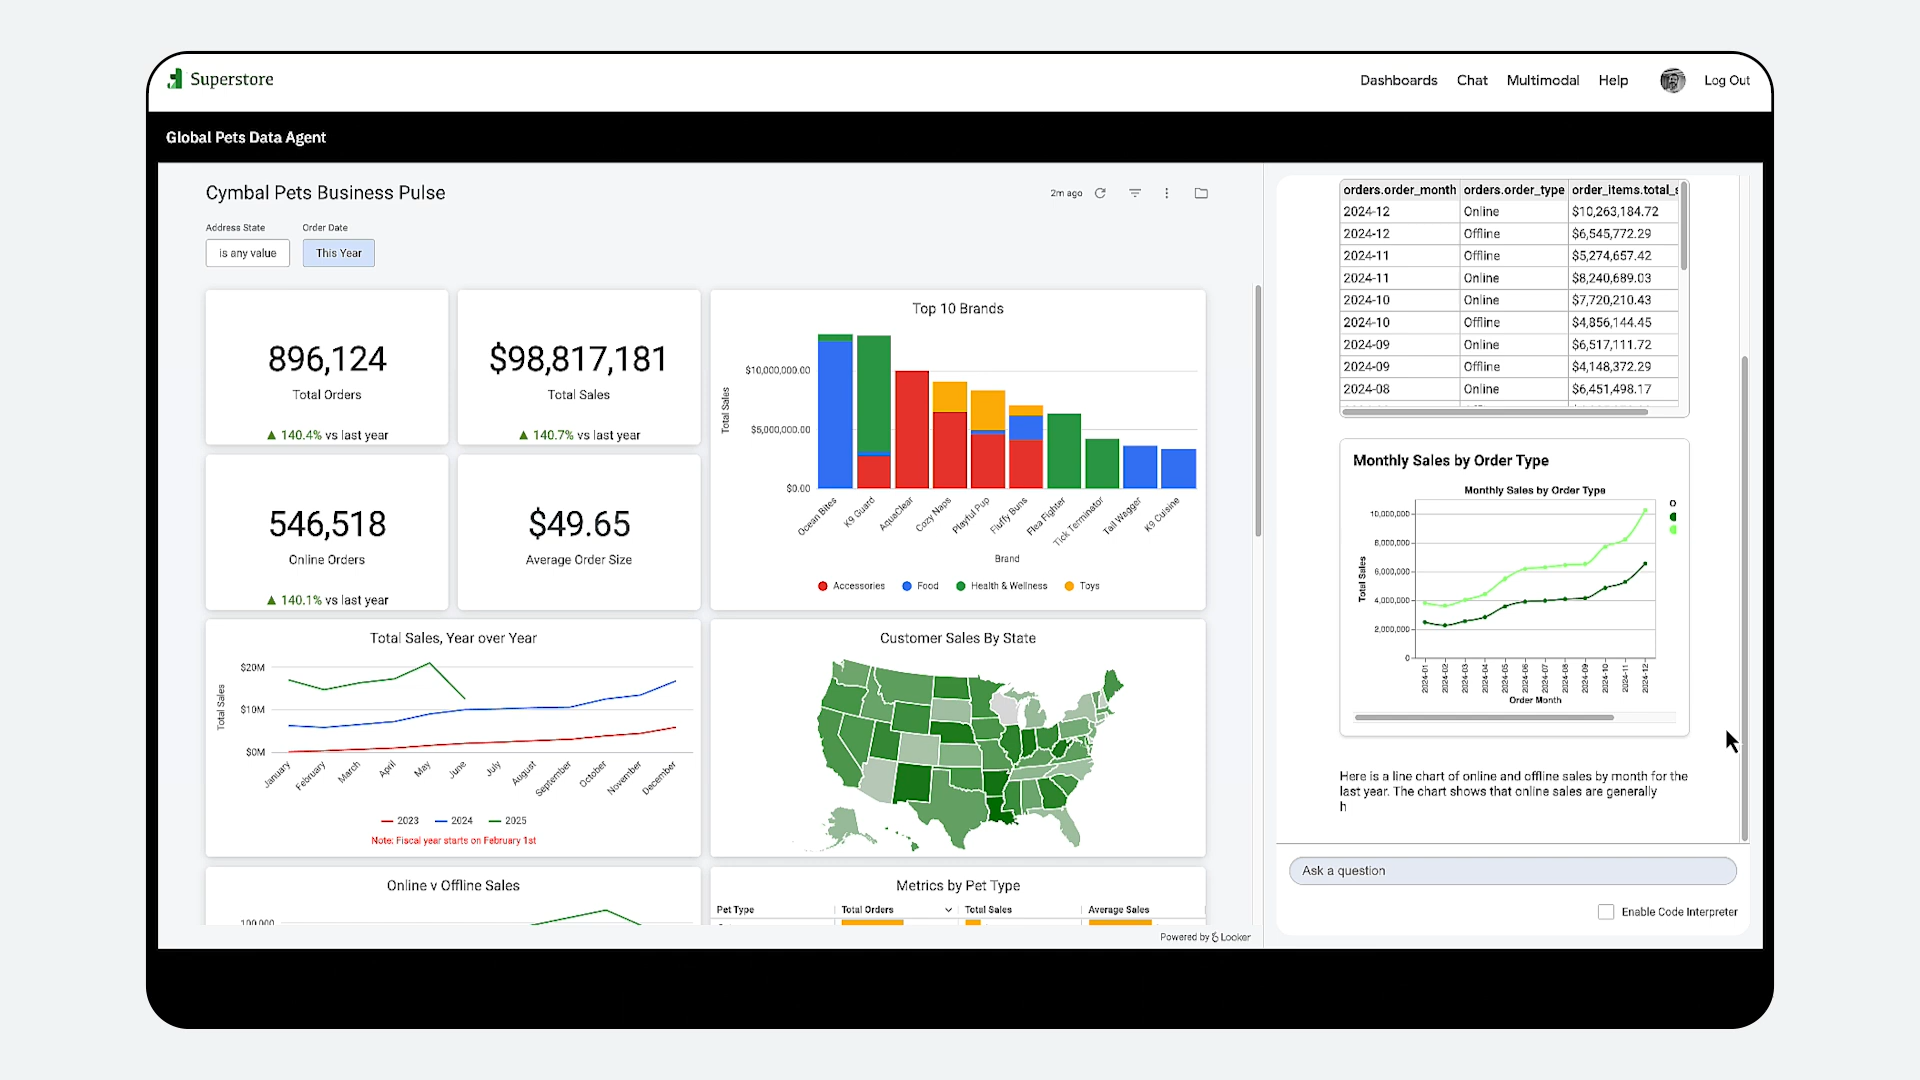 Superstore
Dashboards Chat Multimodal Help Log Out
Global Pets Data Agent
Cymbal Pets Business Pulse
2m ago
Address State
is any value
Order Date
This Year
896,124
Total Orders
▲ 140.4% vs last year
$98,817,181
Total Sales
▲ 140.7% vs last year
546,518
Online Orders
▲ 140.1% vs last year
$49.65
Average Order Size
Top 10 Brands
Total Sales
$10,000,000.00
$5,000,000.00
$0.00
Ocean Bites
K9 Guard
AquaClear
Cozy Naps
Playful Pup
Fluffy Buns
Flea Fighter
Tick Terminator
Tail Wagger
K9 Cuisine
Brand
Accessories Food Health & Wellness Toys
Total Sales, Year over Year
Total Sales
$20M
$10M
$0M
January
February
March
April
May
June
July
August
September
October
November
December
2023 2024 2025
Note: Fiscal year starts on February 1st
Customer Sales By State
Online v Offline Sales
100,000
Metrics by Pet Type
Pet Type Total Orders Total Sales Average Sales
Powered by Looker
orders.order_month orders.order_type order_items.total_s
2024-12 Online $10,263,184.72
2024-12 Offline $6,545,772.29
2024-11 Offline $5,274,657.42
2024-11 Online $8,240,689.03
2024-10 Online $7,720,210.43
2024-10 Offline $4,856,144.45
2024-09 Online $6,517,111.72
2024-09 Offline $4,148,372.29
2024-08 Online $6,451,498.17
Monthly Sales by Order Type
Monthly Sales by Order Type
O
Total Sales
10,000,000
8,000,000
6,000,000
4,000,000
2,000,000
0
2024-01
2024-02
2024-03
2024-04
2024-05
2024-06
2024-07
2024-08
2024-09
2024-10
2024-11
2024-12
Order Month
Here is a line chart of online and offline sales by month for the
last year. The chart shows that online sales are generally
h
Ask a question
Enable Code Interpreter